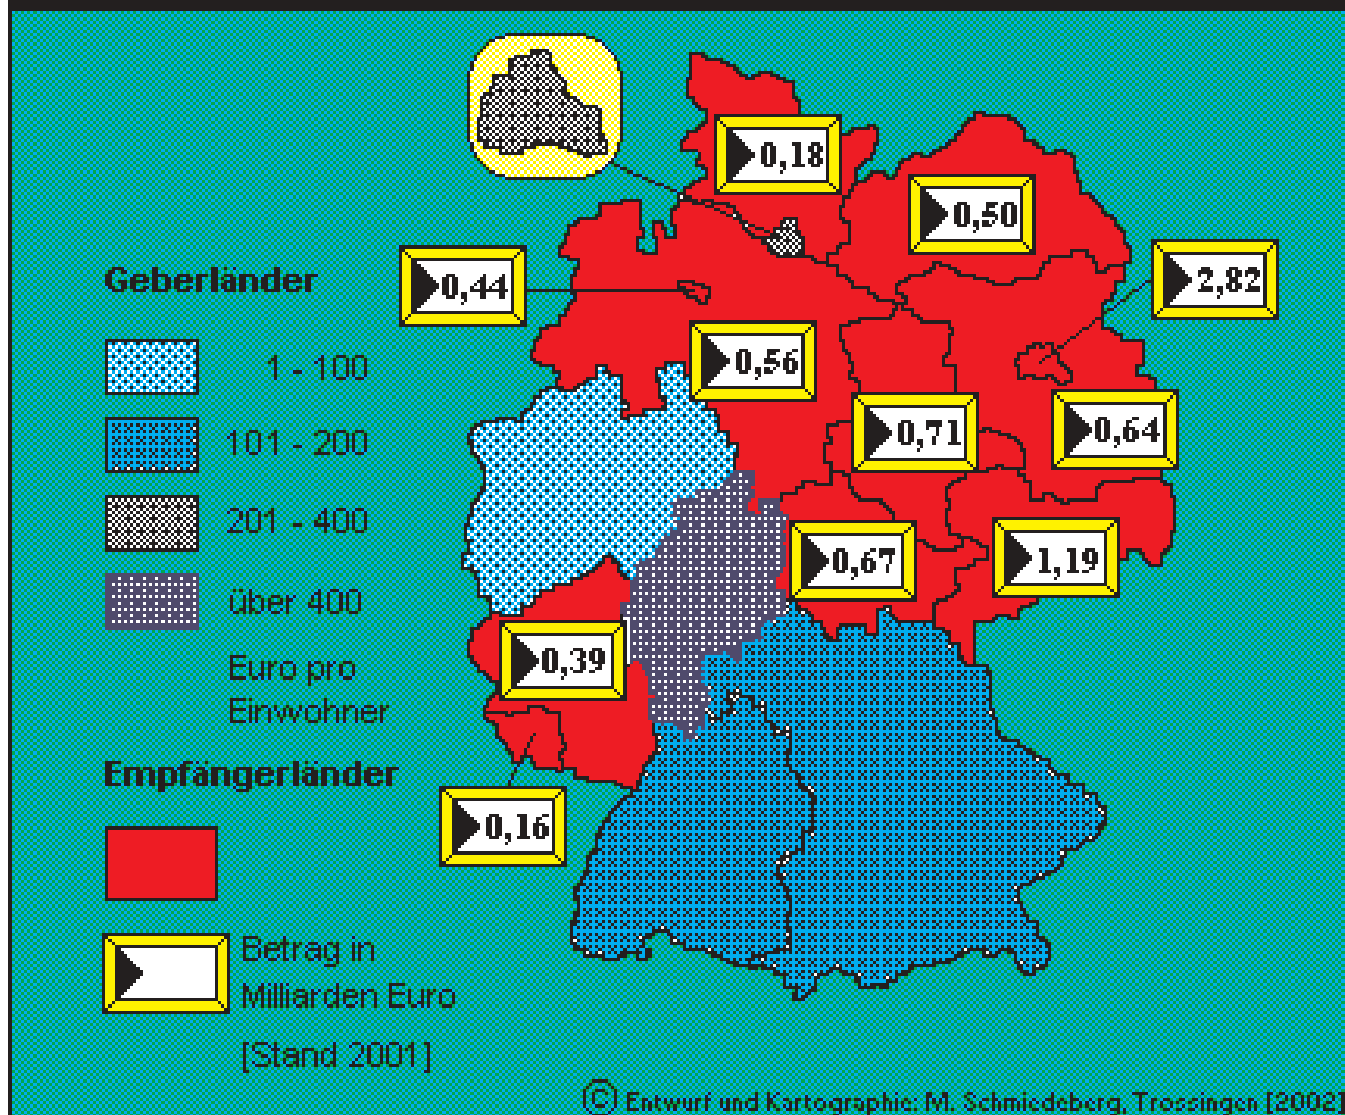 0,18
0,50
0,44
2,82
Geberländer
0,56
1 - 100
0,71
0,64
101 - 200
201 - 400
0,67
1,19
über 400
0,39
Euro pro
Einwohner
Empfängerländer
0,16
Betrag in
Milliarden Euro
[Stand 2001]
© Entwurf und Kartographie: M. Schmiedeberg, Trossingen [2002]